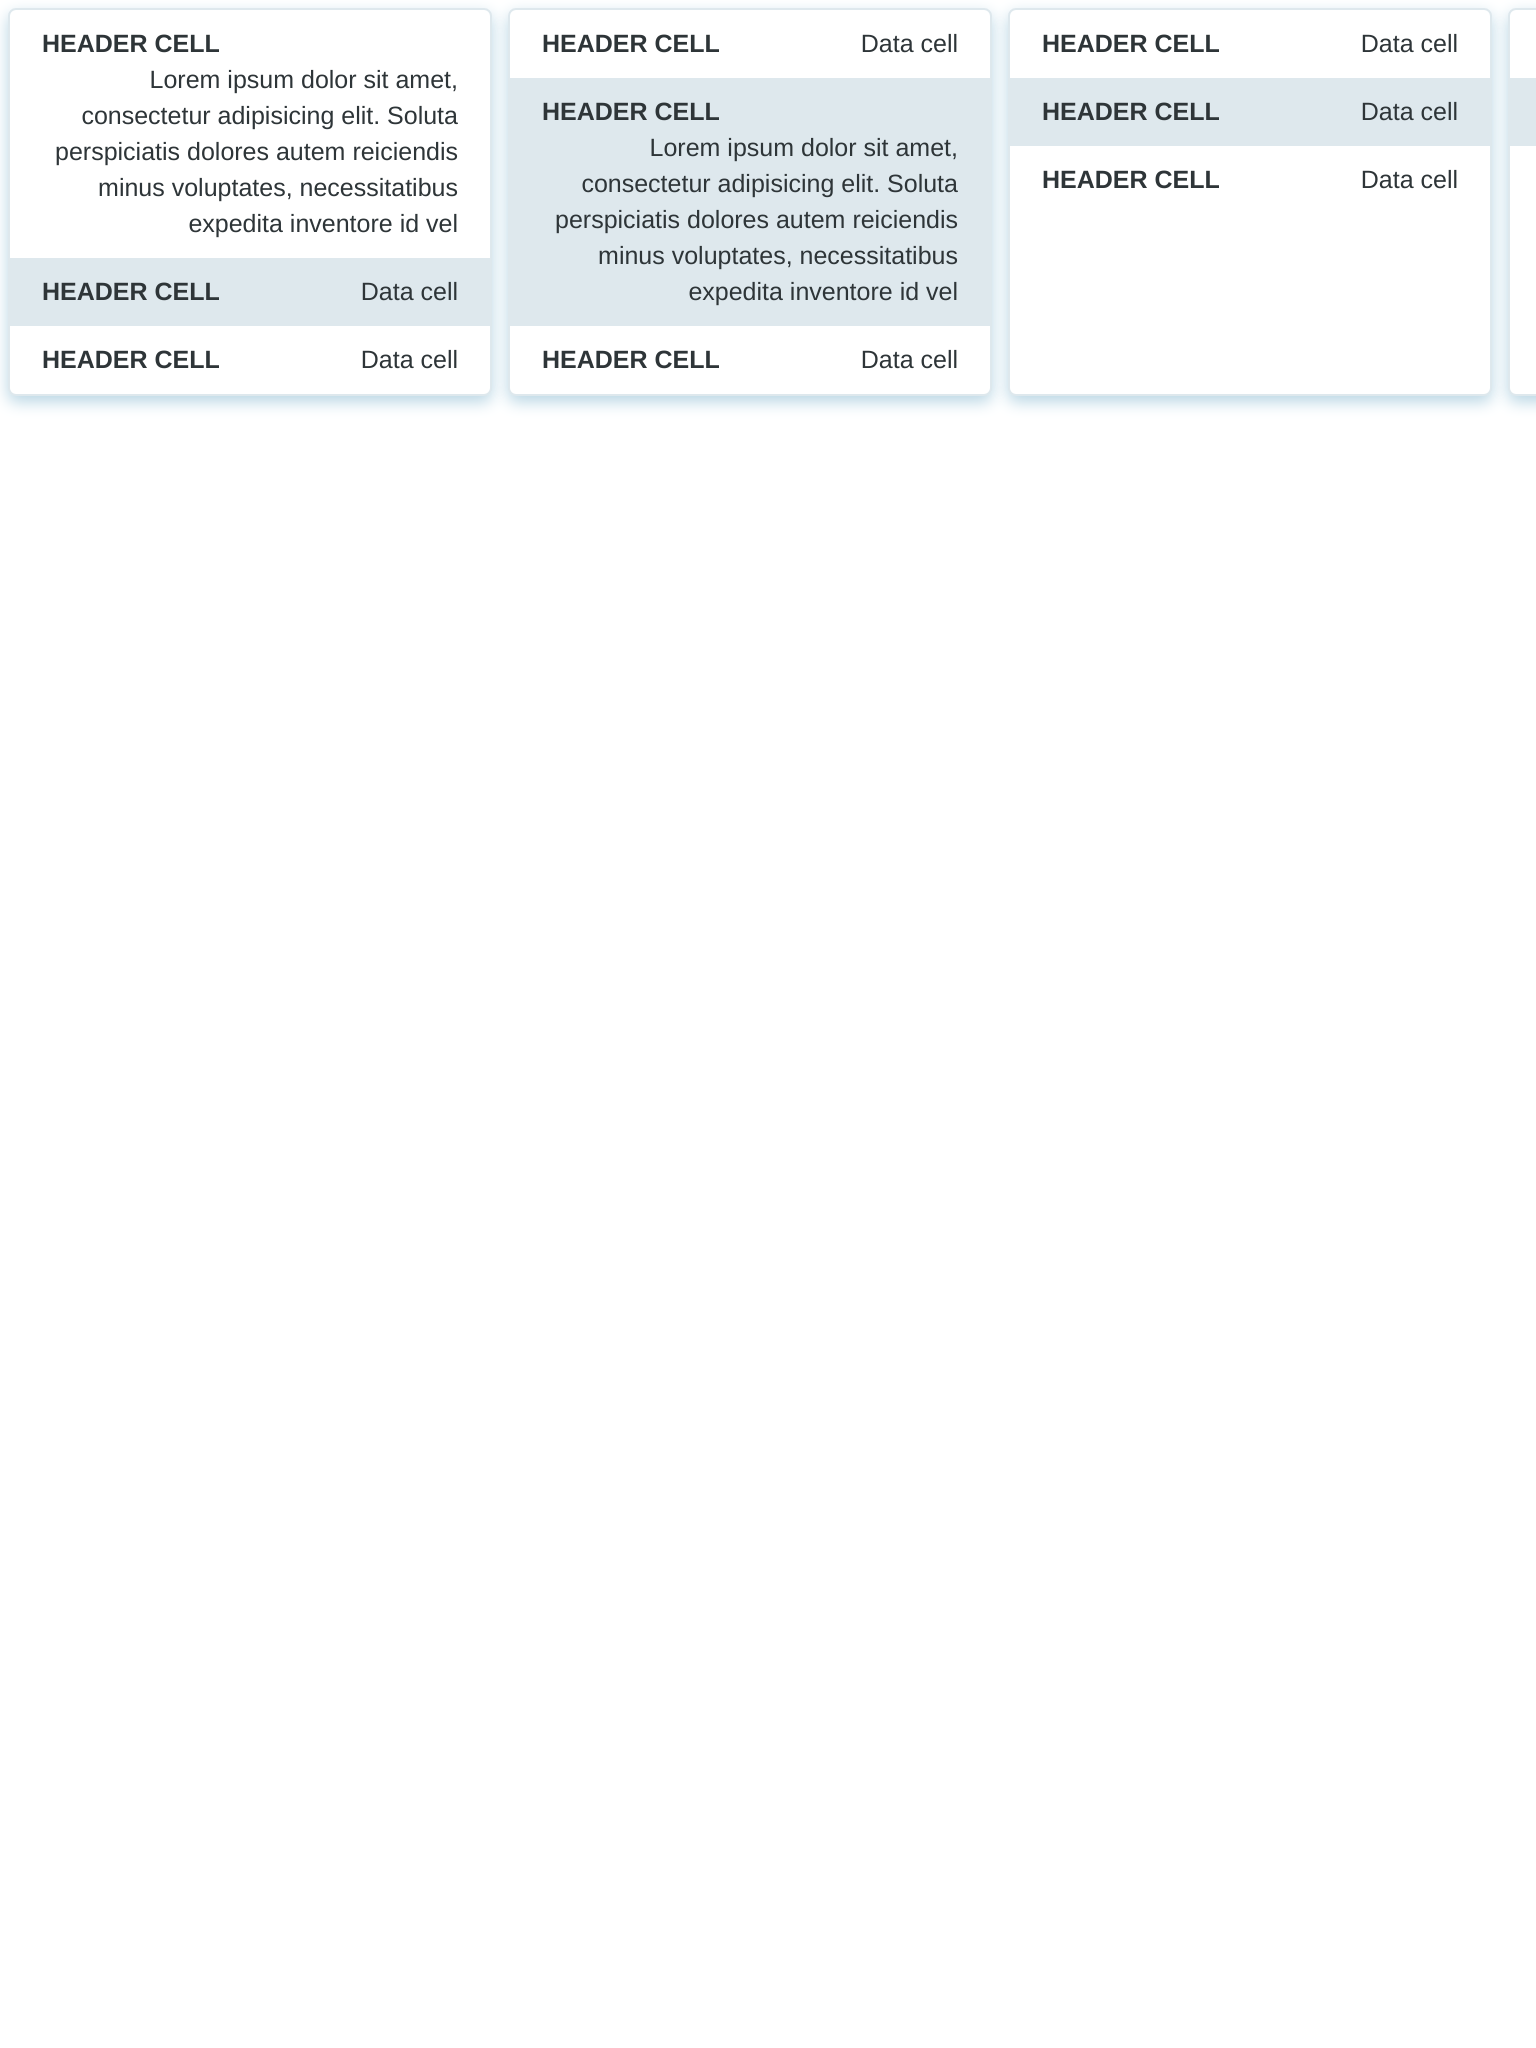 HEADER CELL
Lorem ipsum dolor sit amet,
consectetur adipisicing elit. Soluta
perspiciatis dolores autem reiciendis
minus voluptates, necessitatibus
expedita inventore id vel
HEADER CELL Data cell
HEADER CELL Data cell
HEADER CELL Data cell
HEADER CELL
Lorem ipsum dolor sit amet,
consectetur adipisicing elit. Soluta
perspiciatis dolores autem reiciendis
minus voluptates, necessitatibus
expedita inventore id vel
HEADER CELL Data cell
HEADER CELL Data cell
HEADER CELL Data cell
HEADER CELL Data cell